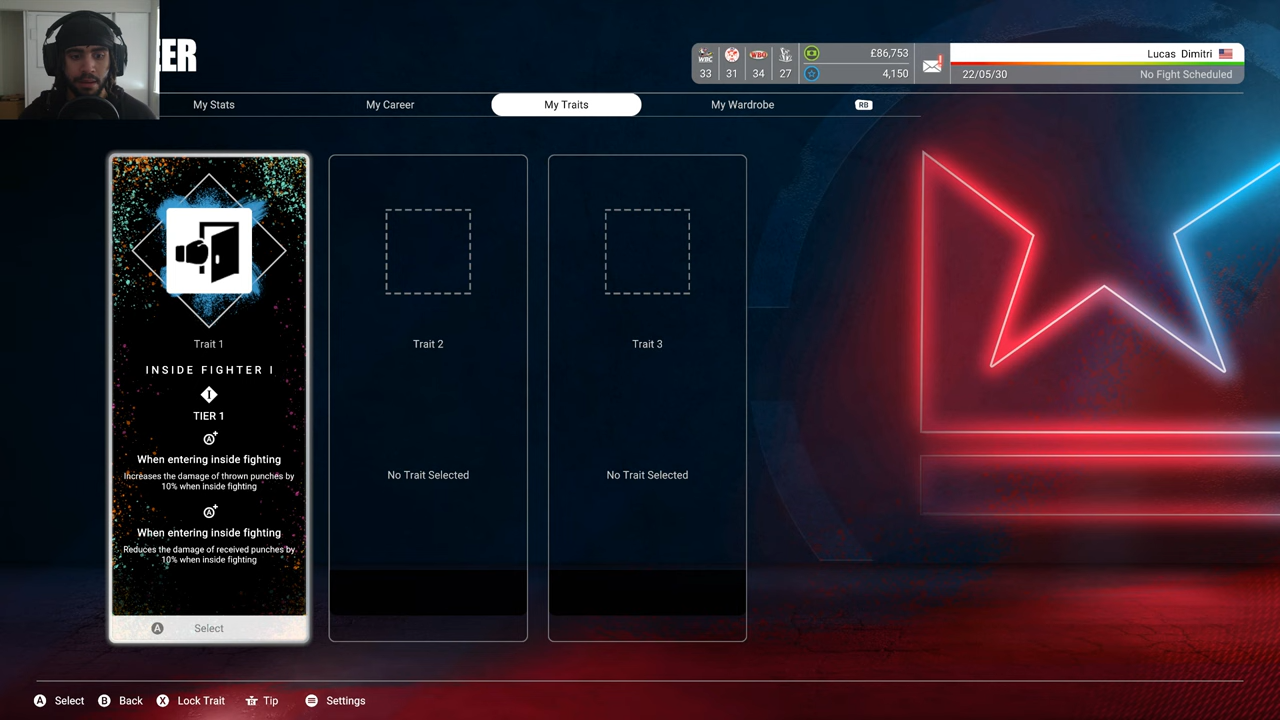 ER
WBC
WBO
33
31
34
27
£86,753
4,150
Lucas Dimitri
22/05/30
No Fight Scheduled
My Stats
My Career
My Traits
My Wardrobe
RB
Trait 1
INSIDE FIGHTER I
I
TIER 1
A+
When entering inside fighting
Increases the damage of thrown punches by
10% when inside fighting
A+
When entering inside fighting
Reduces the damage of received punches by
10% when inside fighting
A Select
Trait 2
No Trait Selected
Trait 3
No Trait Selected
A Select
B Back
X Lock Trait
Tip
Settings